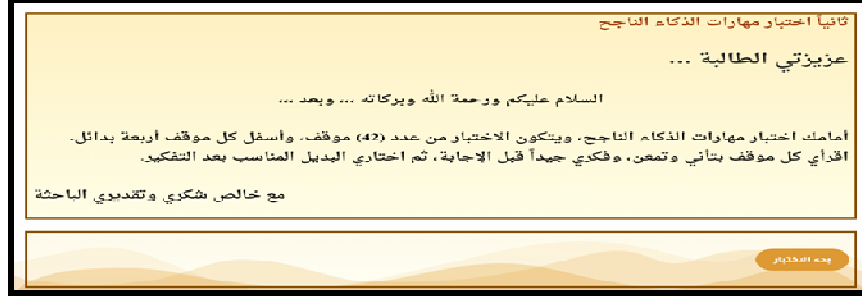 ثانياً اختبار مهارات الذكاء الناجح
عزيزتي الطالبة ...
السلام عليكم ورحمة الله وبركاته ... وبعد ...
أمامك اختبار مهارات الذكاء الناجح، ويتكون الاختبار من عدد (42) موقف، وأسفل كل موقف أربعة بدائل.
اقرأي كل موقف بتأني وتمعن، وفكري جيداً قبل الإجابة، ثم اختاري البديل المناسب بعد التفكير.
مع خالص شكري وتقديري الباحثة
بدء الاختبار